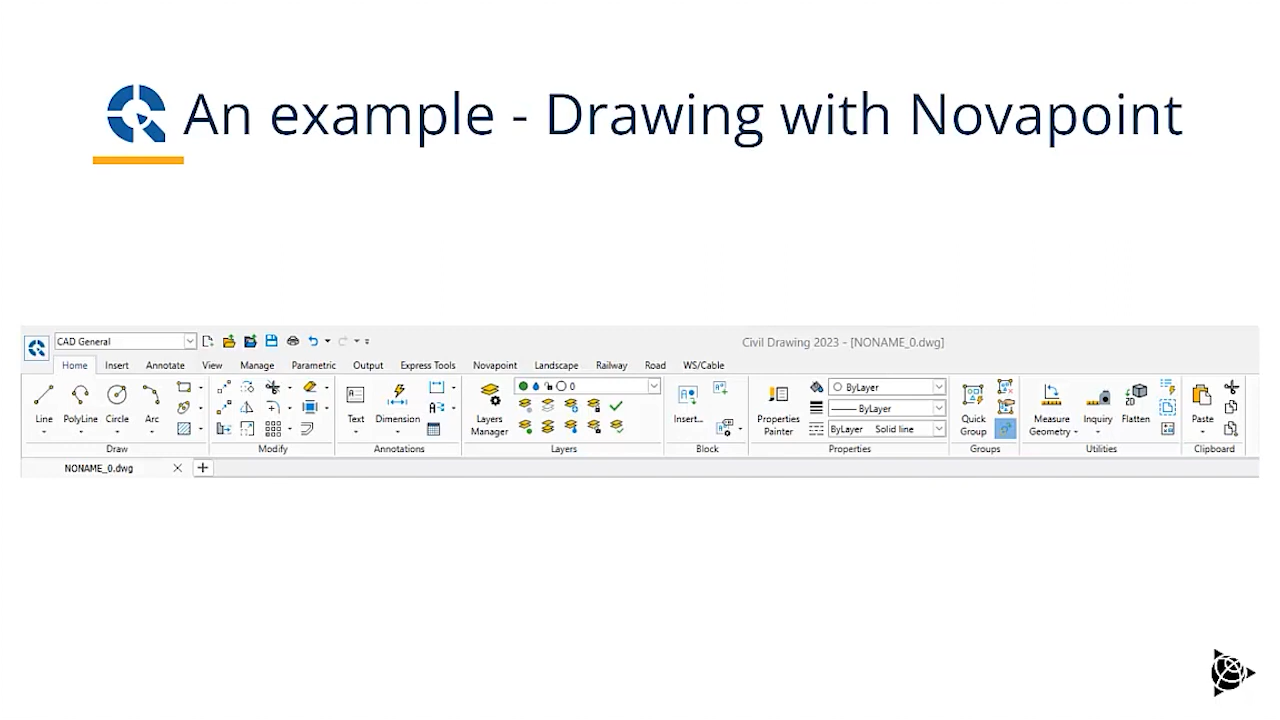 An example - Drawing with Novapoint
CAD General
Civil Drawing 2023 - [NONAME_0.dwg]
Home Insert Annotate View Manage Parametric Output Express Tools Novapoint Landscape Railway Road WS/Cable
0
ByLayer
Line PolyLine Circle Arc Text Dimension Layers Manager Insert... Properties Painter ByLayer Quick Group Measure Geometry Inquiry Flatten Paste
ByLayer Solid line
Draw Modify Annotations Layers Block Properties Groups Utilities Clipboard
NONAME_0.dwg